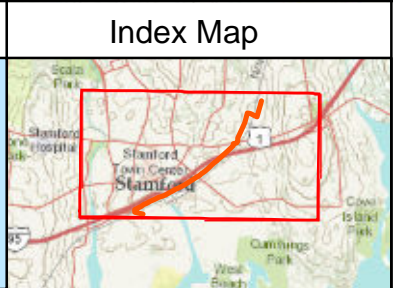 Index Map
Scalzi
Park
Stamford
Hospital
1
Stamford
Town Center
Stamford
Cove
Island
Park
95
Cummings
Park
West
Beach